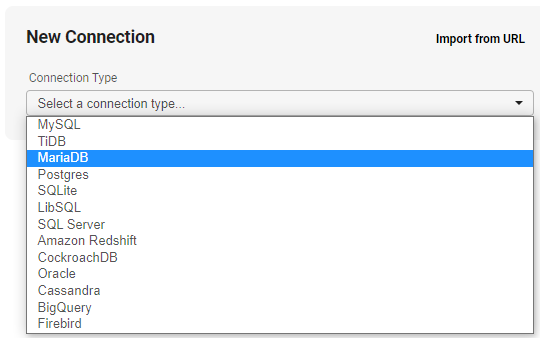 New Connection
Import from URL
Connection Type
Select a connection type...
MySQL
TiDB
MariaDB
Postgres
SQLite
LibSQL
SQL Server
Amazon Redshift
CockroachDB
Oracle
Cassandra
BigQuery
Firebird